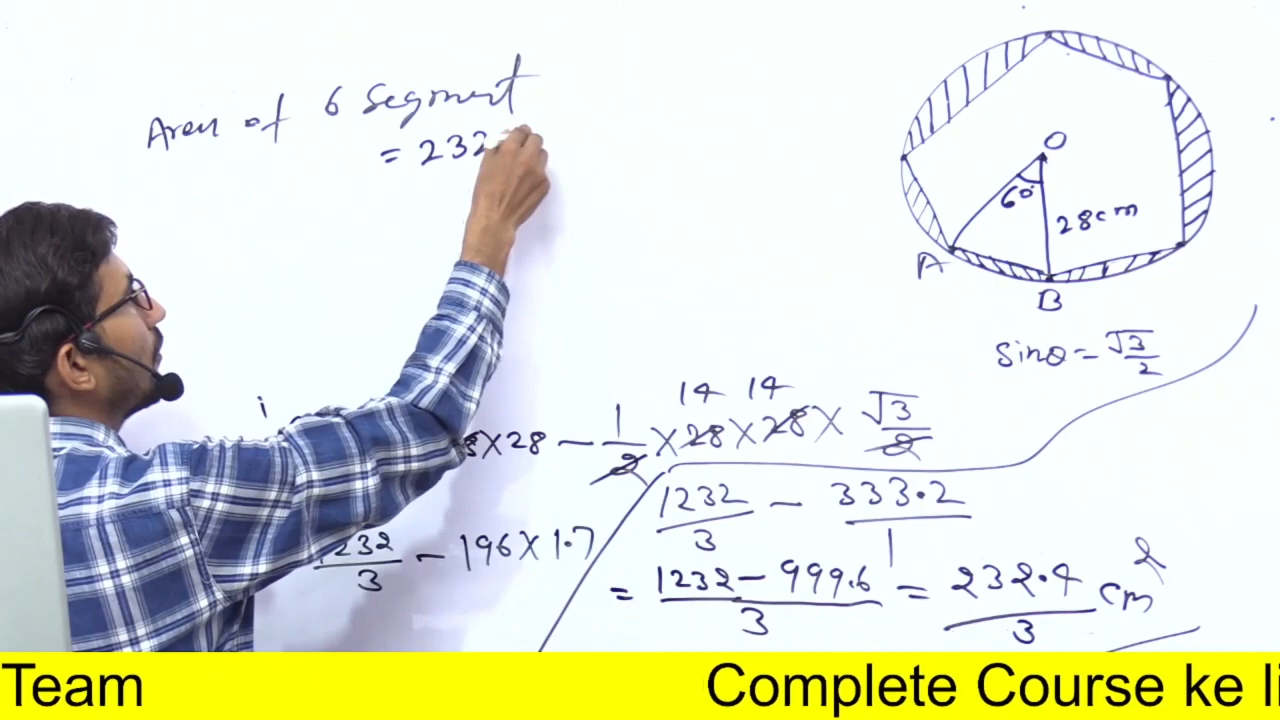 Area of 6 Segment
= 232
O
60°
28cm
A
B
sinθ = √3/2
14 14
×28 - 1/2 × 28 × 28 × √3/2
1232/3 - 196 × 1.7
1232/3 - 333.2/1
= 1232 - 999.6/3 = 232.4/3 cm²
Team Complete Course ke li